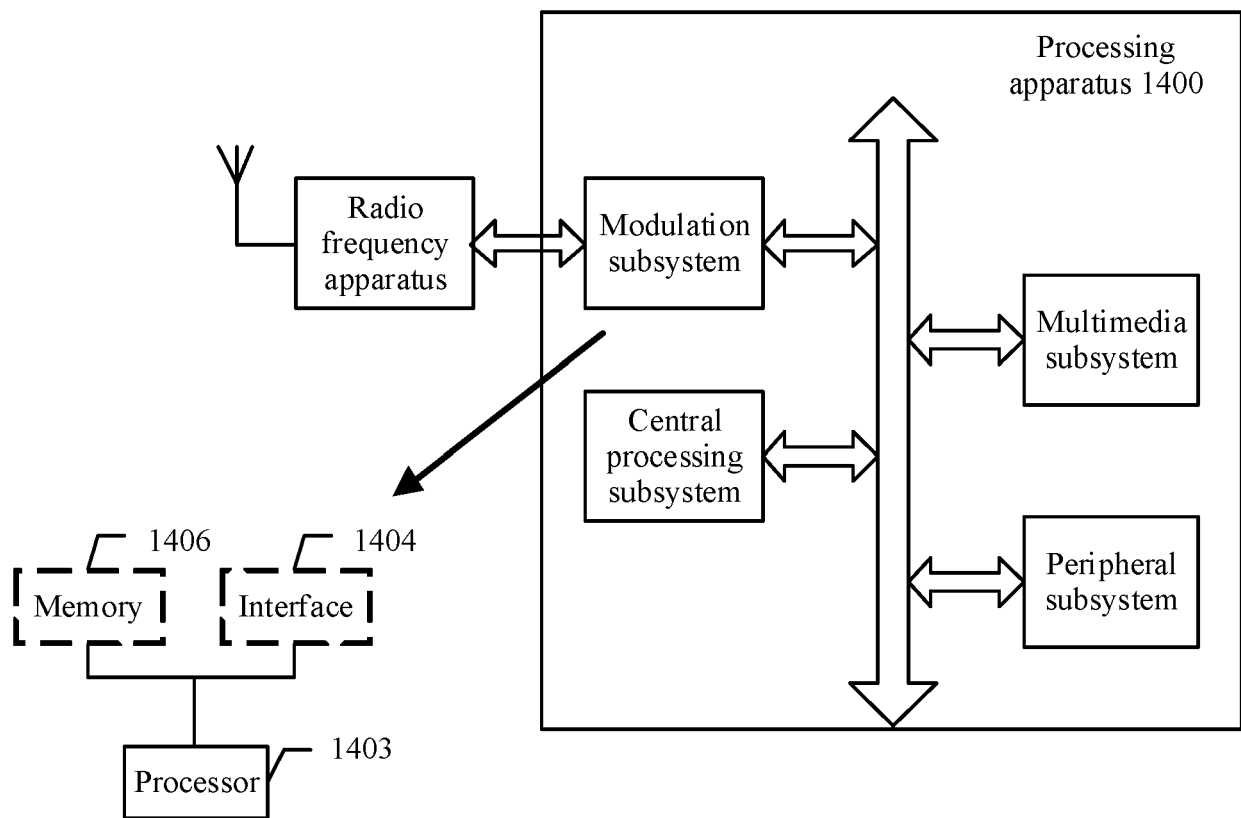 Processing
apparatus 1400
Radio
frequency
apparatus
Modulation
subsystem
Multimedia
subsystem
Central
processing
subsystem
Peripheral
subsystem
1406
1404
Memory
Interface
1403
Processor